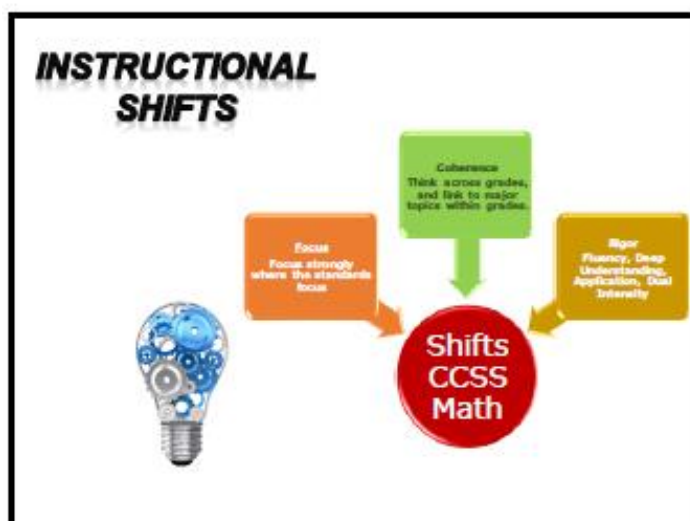 INSTRUCTIONAL
SHIFTS
Coherence
Think across grades,
and link to major
topics within grades.
Focus
Focus strongly
where the standards
focus
Rigor
Fluency, Deep
Understanding,
Application, Dual
Intensity
Shifts
CCSS
Math